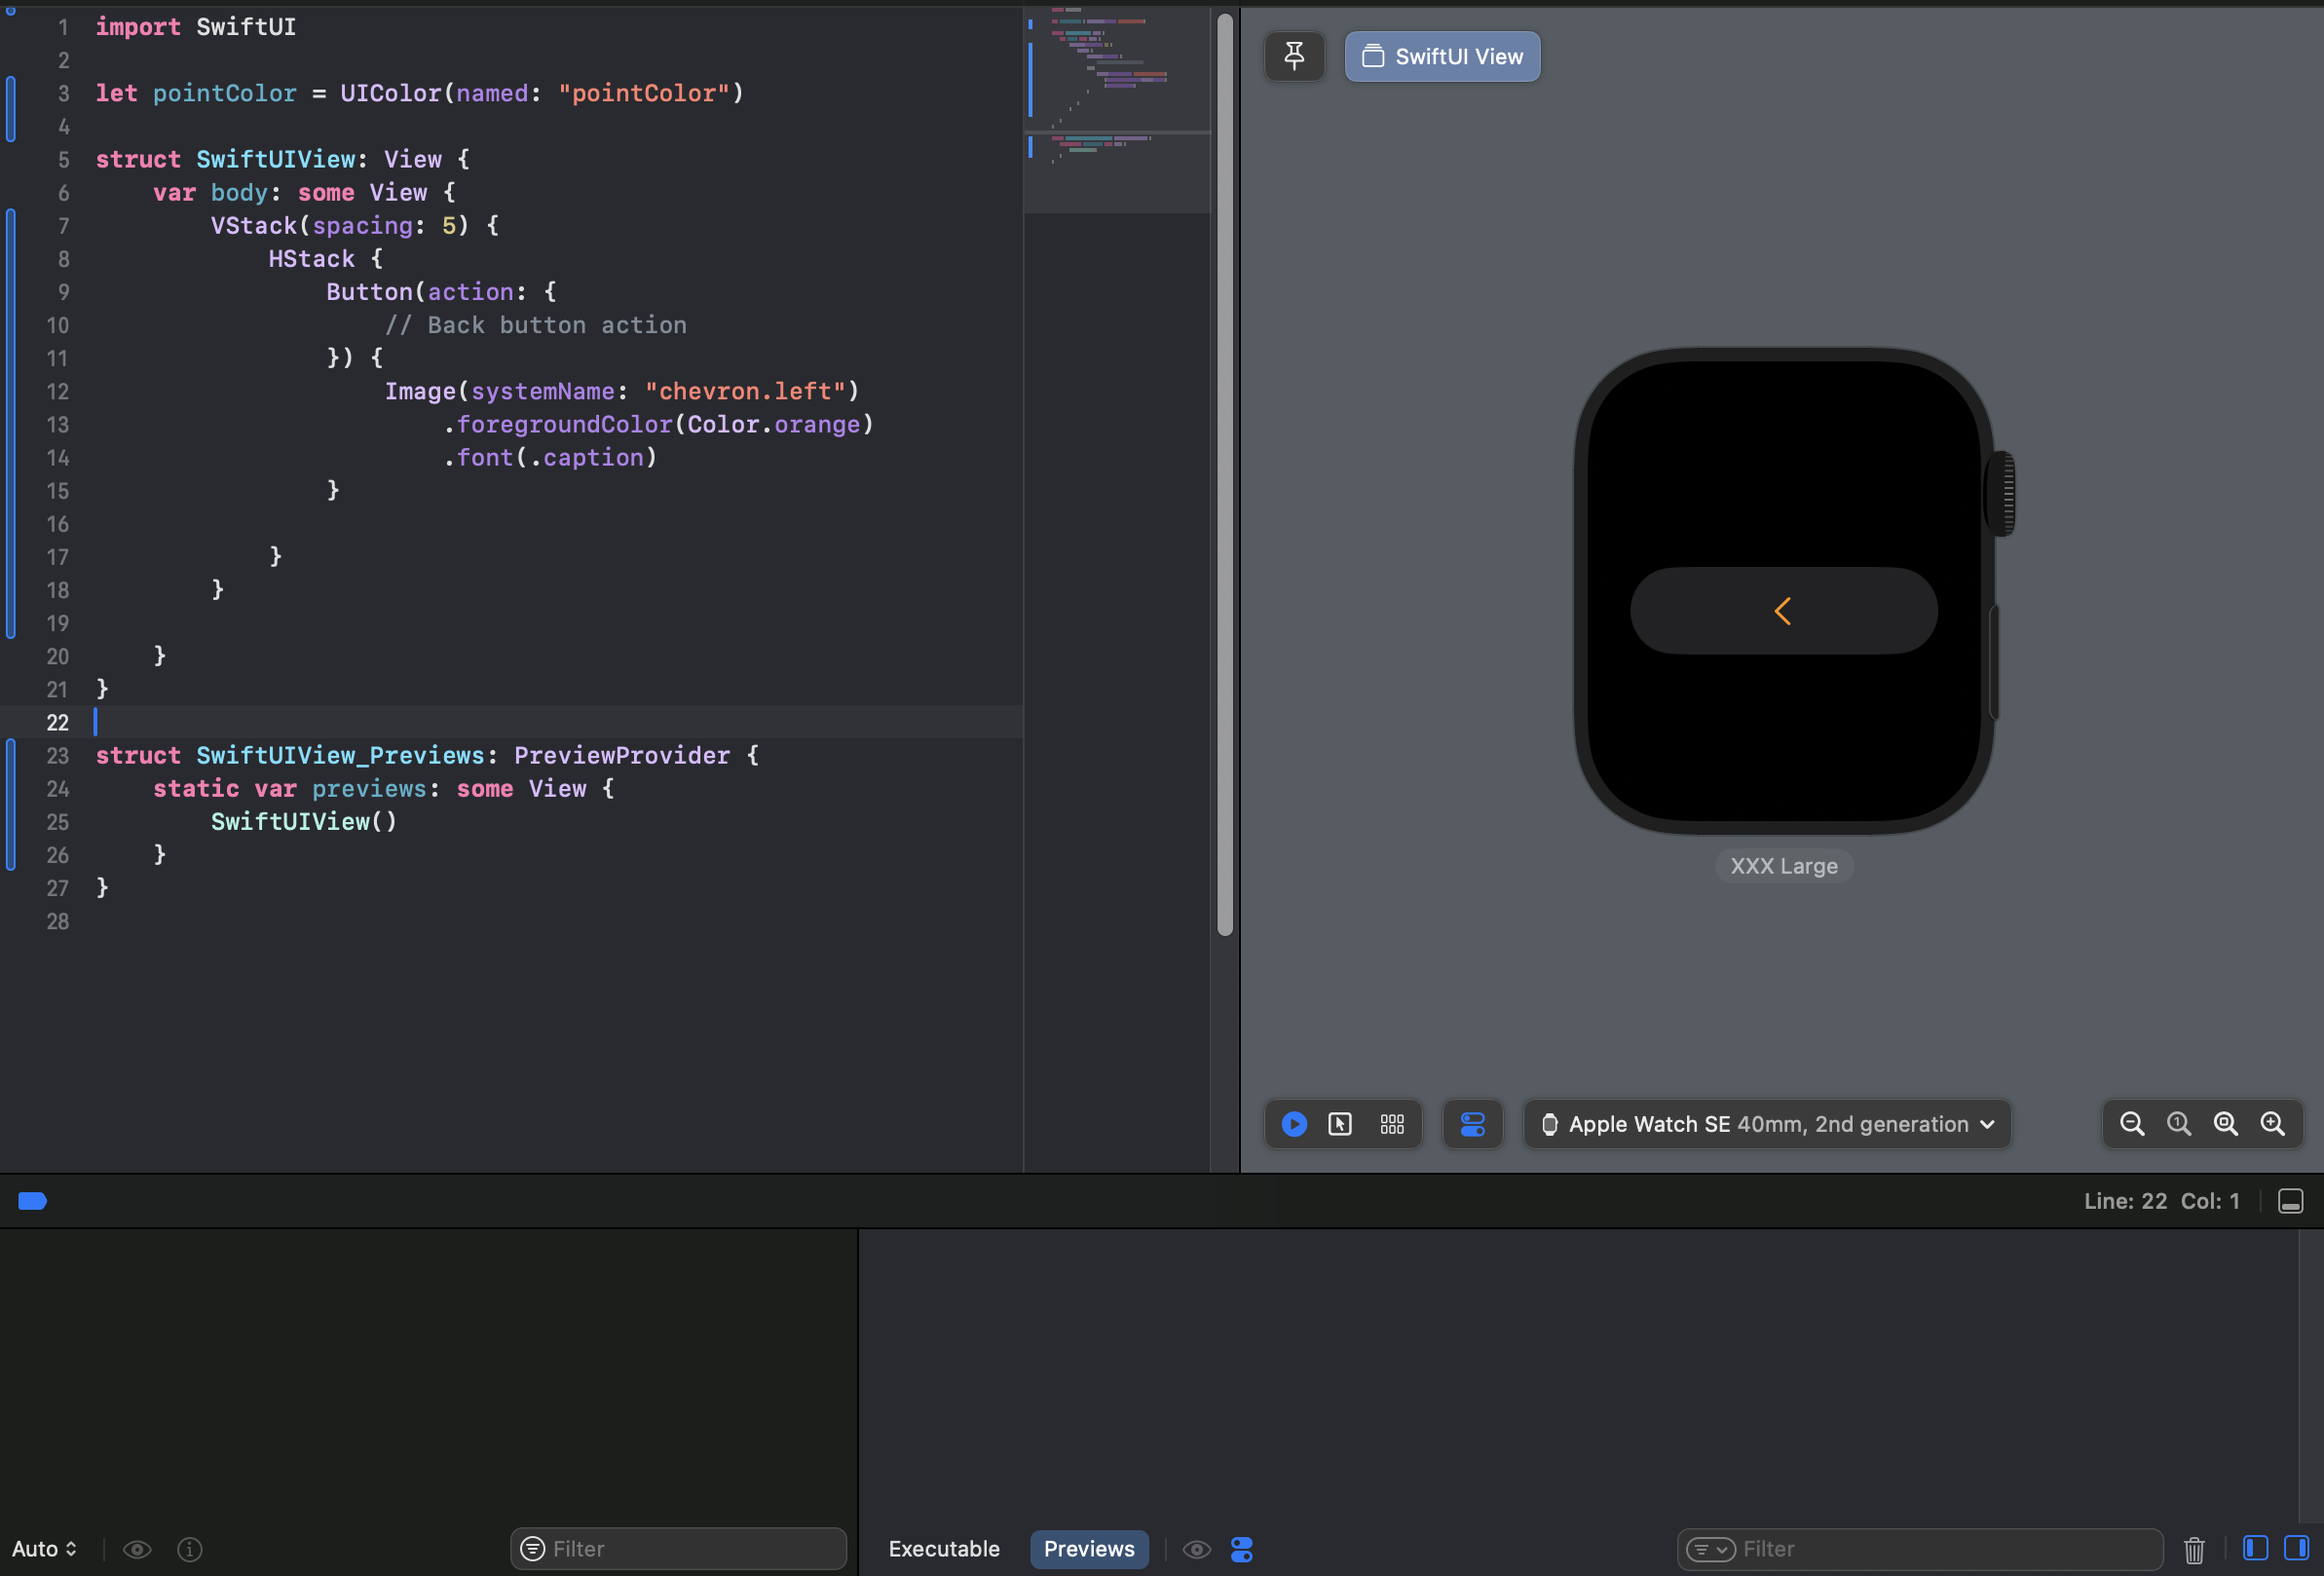 1 import SwiftUI
2
3 let pointColor = UIColor(named: "pointColor")
4
5 struct SwiftUIView: View {
6     var body: some View {
7         VStack(spacing: 5) {
8             HStack {
9                 Button(action: {
10                     // Back button action
11                 }) {
12                     Image(systemName: "chevron.left")
13                         .foregroundColor(Color.orange)
14                         .font(.caption)
15                 }
16
17             }
18         }
19
20     }
21 }
22
23 struct SwiftUIView_Previews: PreviewProvider {
24     static var previews: some View {
25         SwiftUIView()
26     }
27 }
28
SwiftUI View
XXX Large
Apple Watch SE 40mm, 2nd generation
Line: 22 Col: 1
Auto
Filter
Executable
Previews
Filter